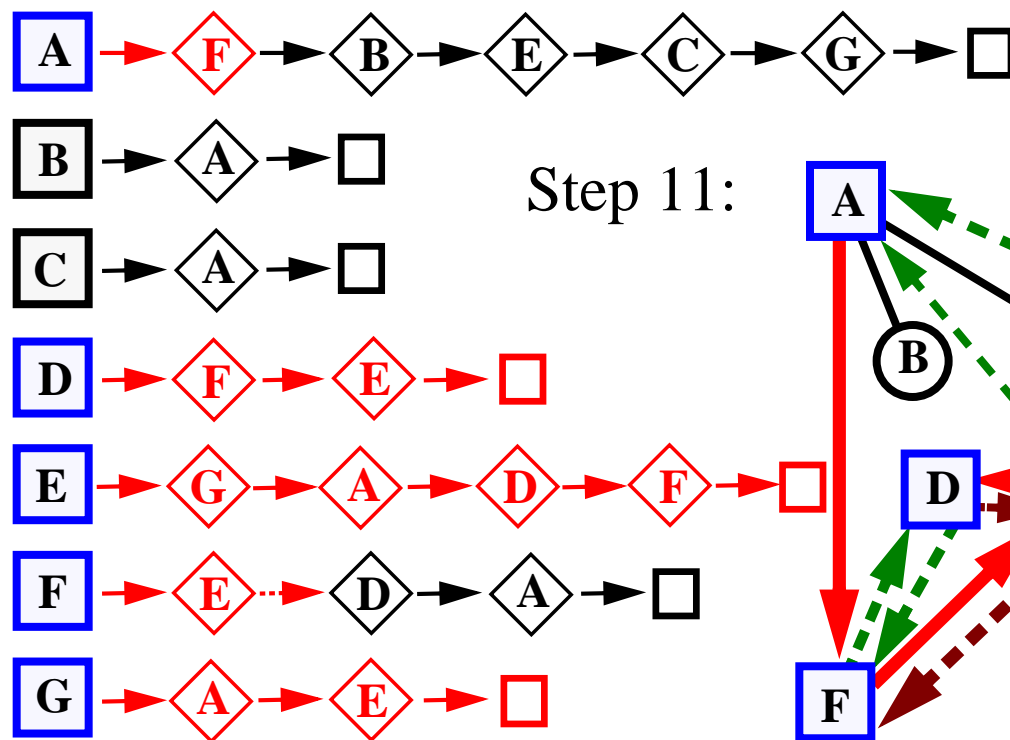 A F B E C G
B A
Step 11:
A
C A
B
D F E
E G A D F
D
F E D A
G A E
F